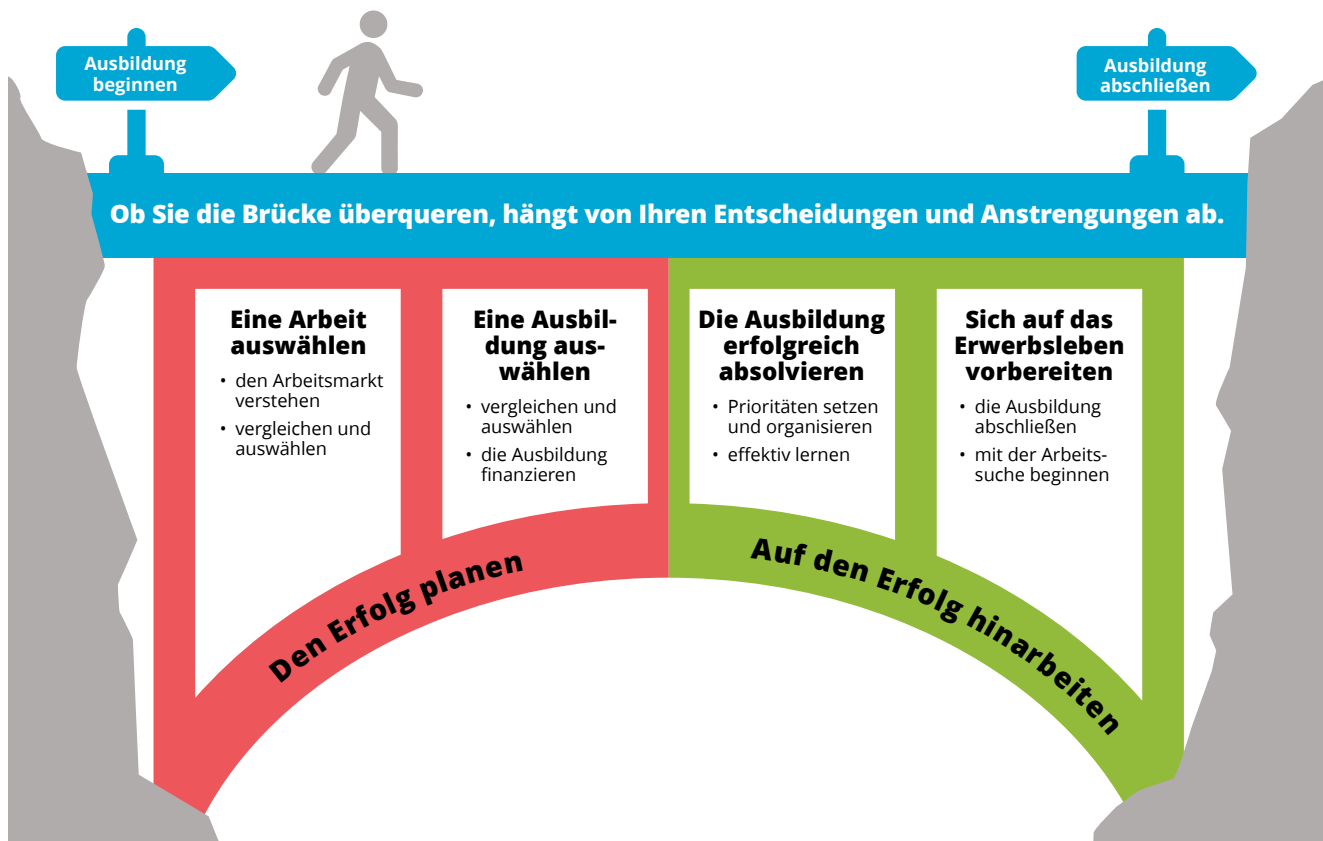 Ausbildung
beginnen
Ausbildung
abschließen
Ob Sie die Brücke überqueren, hängt von Ihren Entscheidungen und Anstrengungen ab.
Eine Arbeit
auswählen
• den Arbeitsmarkt
verstehen
• vergleichen und
auswählen
Eine Ausbil-
dung aus-
wählen
• vergleichen und
auswählen
• die Ausbildung
finanzieren
Die Ausbildung
erfolgreich
absolvieren
• Prioritäten setzen
und organisieren
• effektiv lernen
Sich auf das
Erwerbsleben
vorbereiten
• die Ausbildung
abschließen
• mit der Arbeits-
suche beginnen
Den Erfolg planen
Auf den Erfolg hinarbeiten